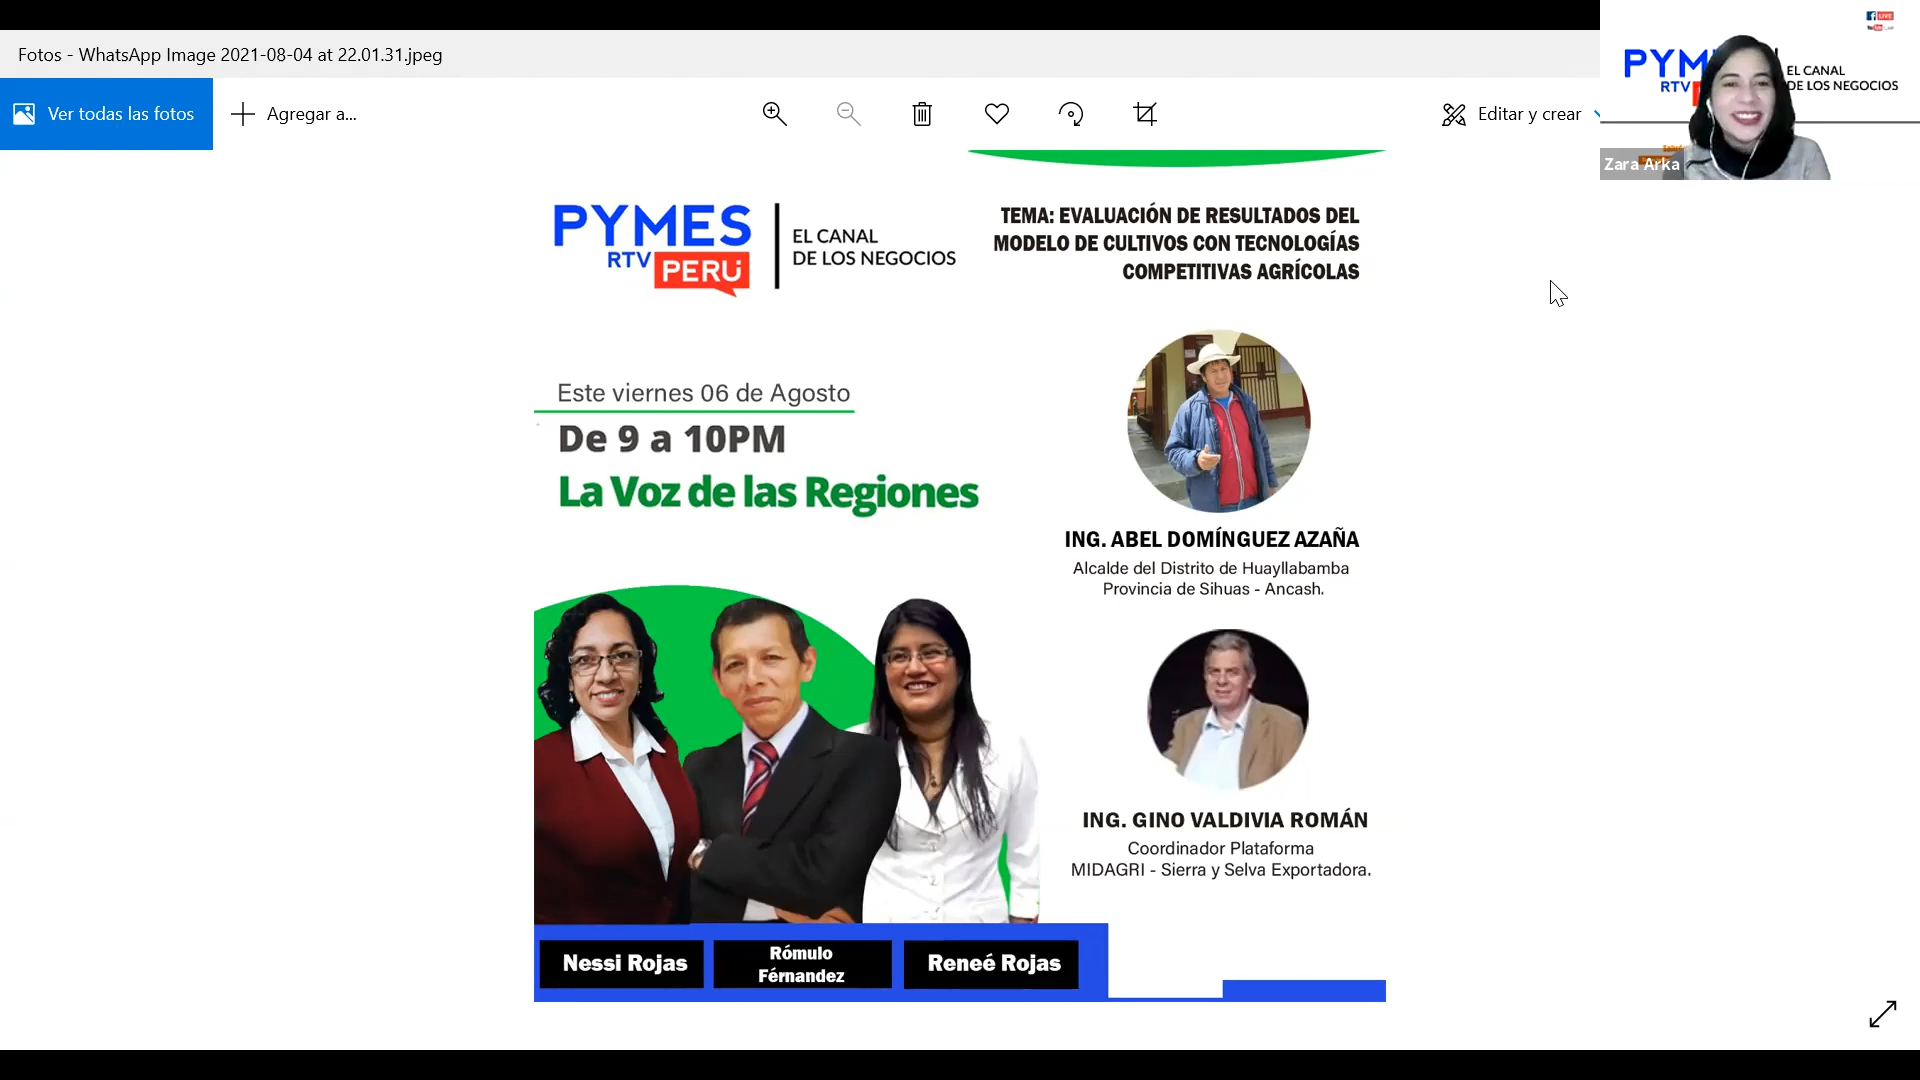 Fotos - WhatsApp Image 2021-08-04 at 22.01.31.jpeg
Ver todas las fotos
Agregar a...
Editar y crear
EL CANAL
DE LOS NEGOCIOS
RTV
Zara Arka
PYMES
RTV PERÚ
EL CANAL
DE LOS NEGOCIOS
TEMA: EVALUACIÓN DE RESULTADOS DEL
MODELO DE CULTIVOS CON TECNOLOGÍAS
COMPETITIVAS AGRÍCOLAS
Este viernes 06 de Agosto
De 9 a 10PM
La Voz de las Regiones
ING. ABEL DOMÍNGUEZ AZAÑA
Alcalde del Distrito de Huayllabamba
Provincia de Sihuas - Ancash.
ING. GINO VALDIVIA ROMÁN
Coordinador Plataforma
MIDAGRI - Sierra y Selva Exportadora.
Nessi Rojas
Rómulo
Férnandez
Reneé Rojas